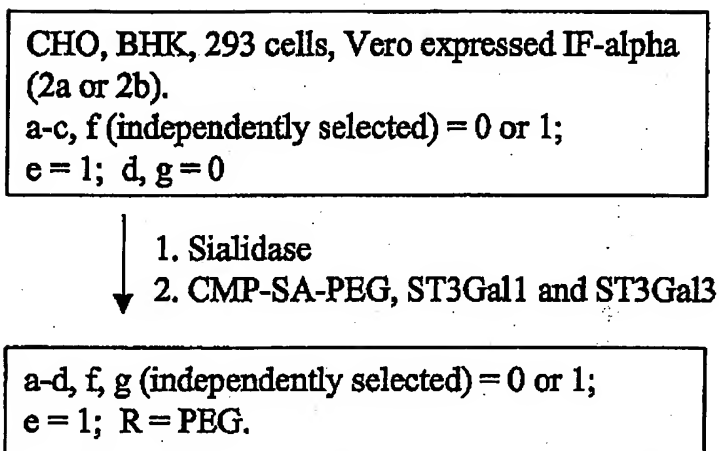 CHO, BHK, 293 cells, Vero expressed IF-alpha
(2a or 2b).
a-c, f (independently selected) = 0 or 1;
e = 1; d, g = 0
1. Sialidase
2. CMP-SA-PEG, ST3Gal1 and ST3Gal3
a-d, f, g (independently selected) = 0 or 1;
e = 1; R = PEG.